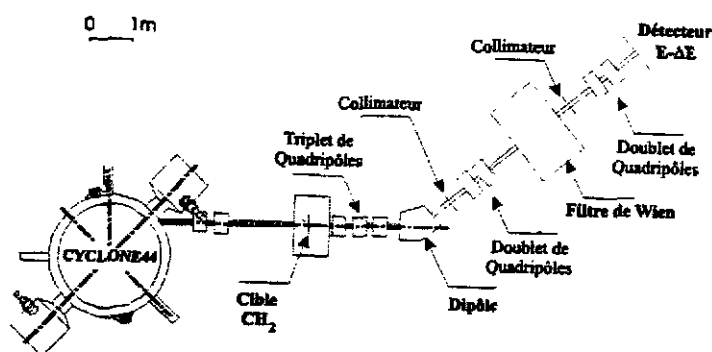 0 1m
Détecteur
E-ΔE
Collimateur
Collimateur
Triplet de
Quadripôles
Doublet de
Quadripôles
Filtre de Wien
CYCLONE44
Doublet de
Quadripôles
Cible
CH₂
Dipôle